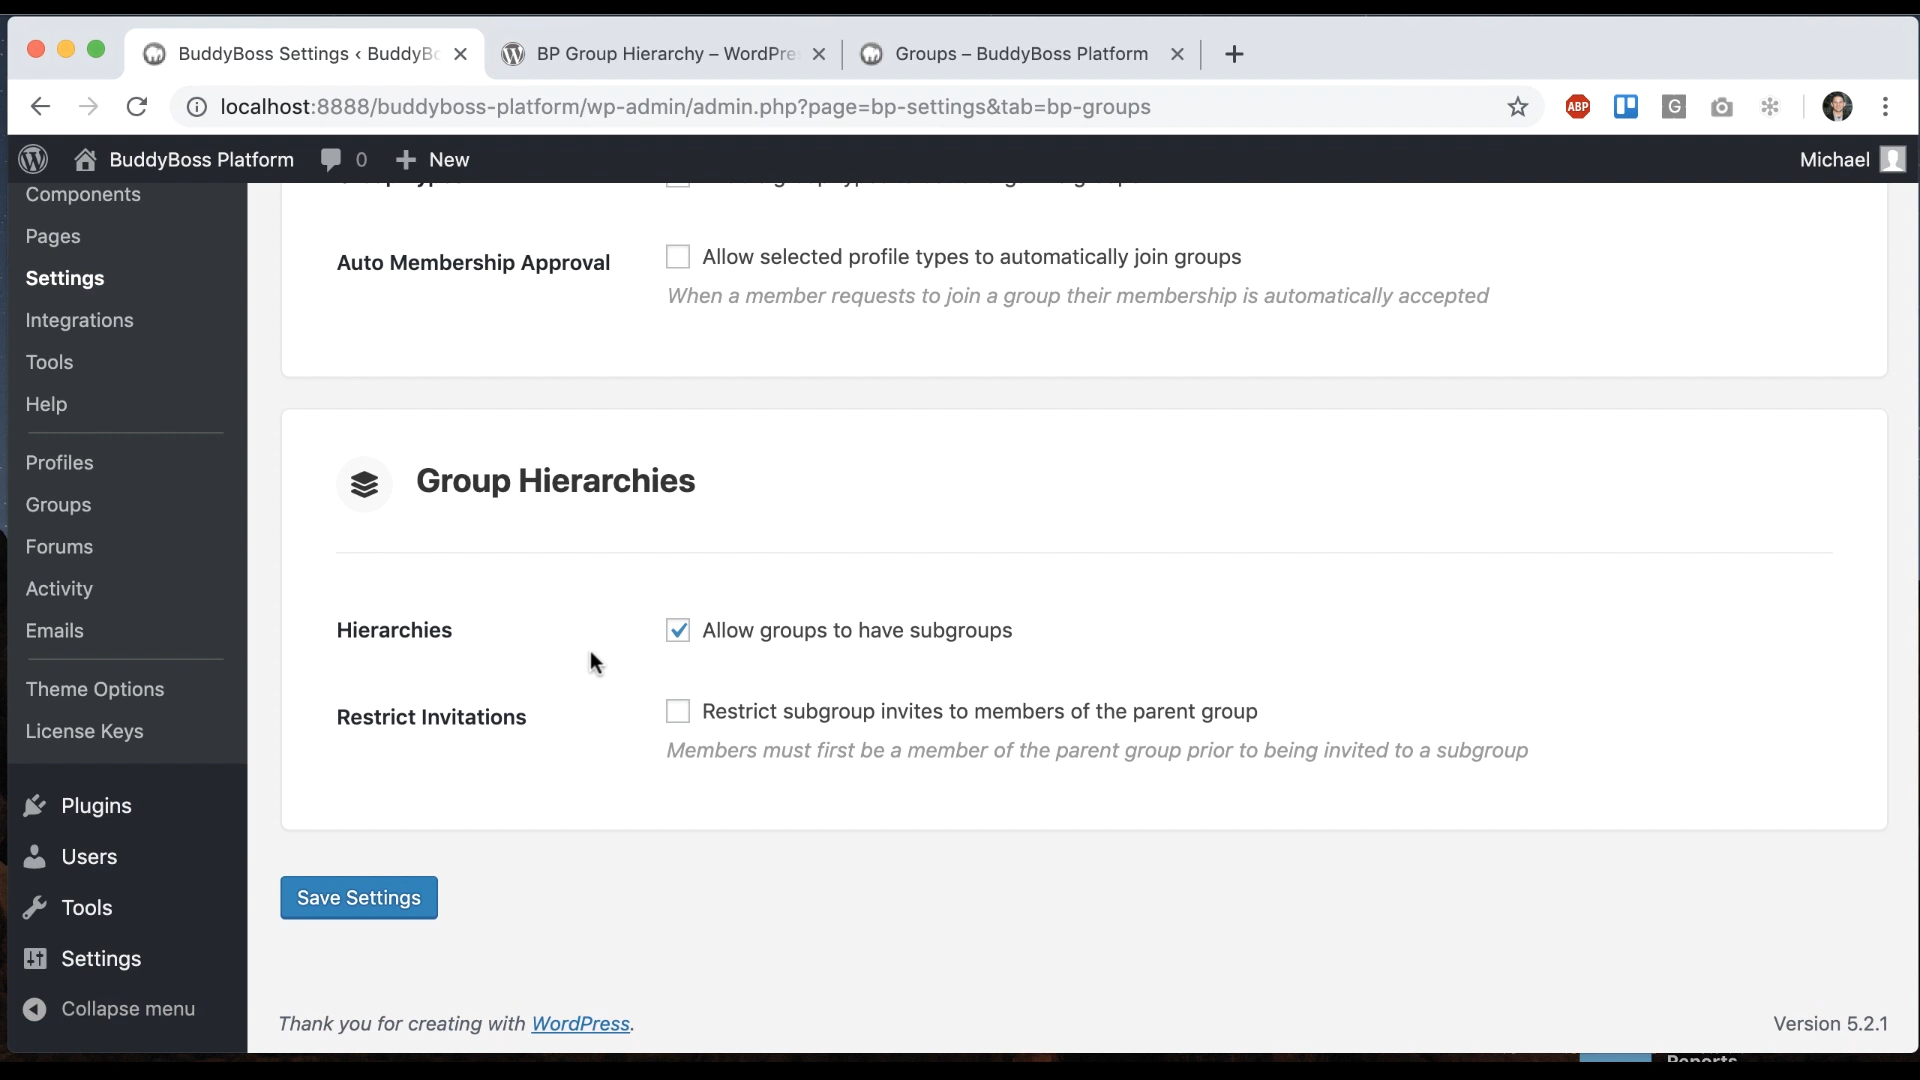 BuddyBoss Settings ‹ BuddyB
BP Group Hierarchy – WordPre
Groups – BuddyBoss Platform
localhost:8888/buddyboss-platform/wp-admin/admin.php?page=bp-settings&tab=bp-groups
ABP
G
BuddyBoss Platform
0
New
Michael
Components
Pages
Settings
Integrations
Tools
Help
Profiles
Groups
Forums
Activity
Emails
Theme Options
License Keys
Plugins
Users
Tools
Settings
Collapse menu
Auto Membership Approval
Allow selected profile types to automatically join groups
When a member requests to join a group their membership is automatically accepted
Group Hierarchies
Hierarchies
Allow groups to have subgroups
Restrict Invitations
Restrict subgroup invites to members of the parent group
Members must first be a member of the parent group prior to being invited to a subgroup
Save Settings
Thank you for creating with WordPress.
Version 5.2.1